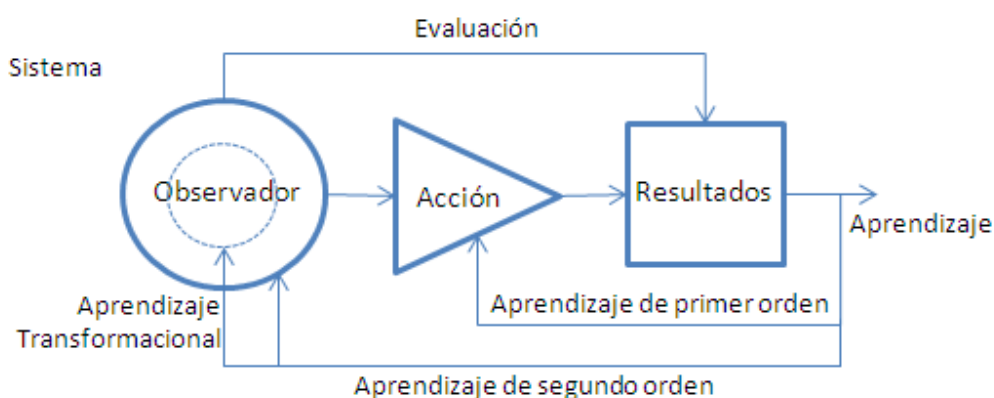 Evaluación
Sistema
Observador
Acción
Resultados
Aprendizaje
Aprendizaje de primer orden
Aprendizaje
Transformacional
Aprendizaje de segundo orden